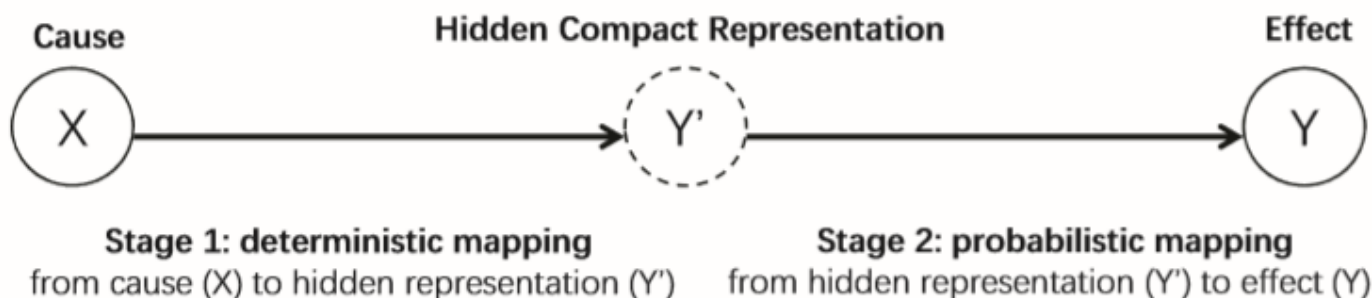 Cause
Hidden Compact Representation
Effect
X
Y’
Y
Stage 1: deterministic mapping
from cause (X) to hidden representation (Y’)
Stage 2: probabilistic mapping
from hidden representation (Y’) to effect (Y)